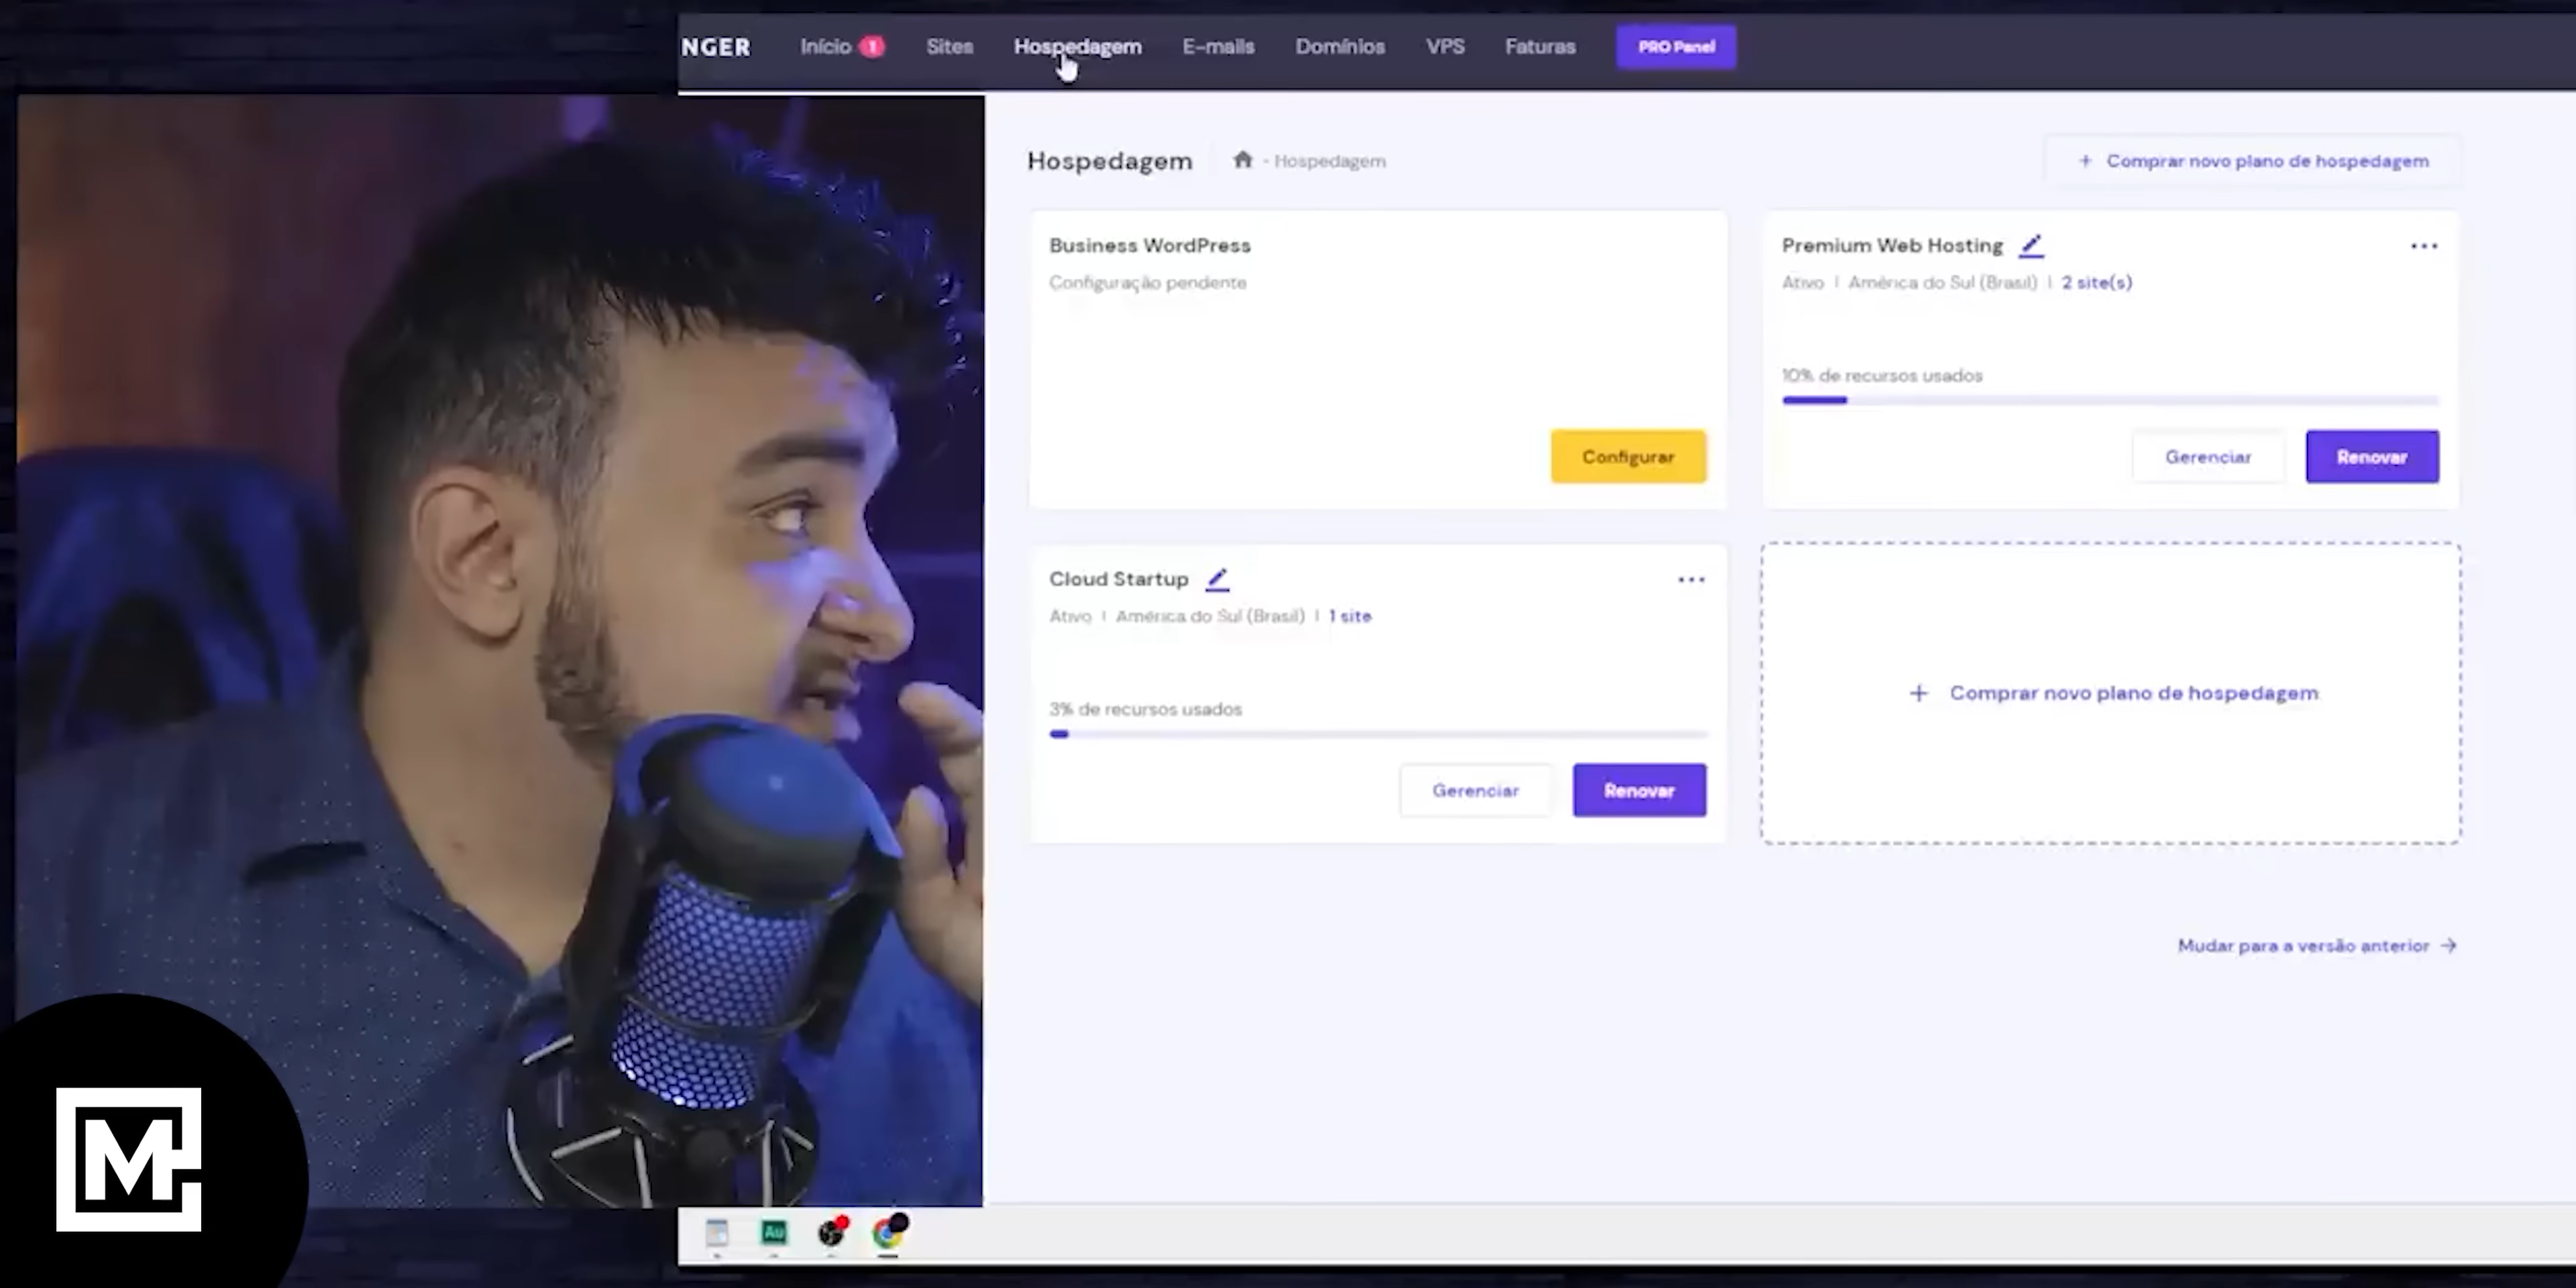 NGER Início 1 Sites Hospedagem E-mails Domínios VPS Faturas PRO Panel
Hospedagem - Hospedagem + Comprar novo plano de hospedagem
Business WordPress
Configuração pendente
Configurar
Premium Web Hosting
Ativo | América do Sul (Brasil) | 2 site(s)
10% de recursos usados
Gerenciar Renovar
Cloud Startup
Ativo | América do Sul (Brasil) | 1 site
3% de recursos usados
Gerenciar Renovar
+ Comprar novo plano de hospedagem
Mudar para a versão anterior →
M
Au